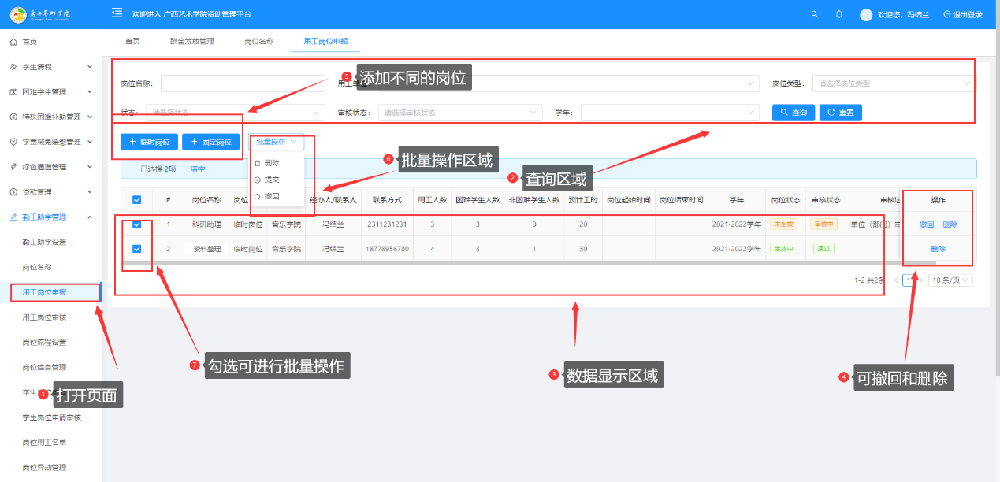 广西艺术学院
Guangxi Arts University
欢迎进入 广西艺术学院资助管理平台
欢迎您，冯结兰
退出登录
首页
酬金发放管理
岗位名称
用工岗位申报
首页
学生请假
困难学生管理
特殊困难补助管理
学费减免缓缴管理
绿色通道管理
贷款管理
勤工助学管理
勤工助学设置
岗位名称
用工岗位申报
用工岗位审核
岗位流程设置
岗位信息管理
学生
1 打开页面
学生岗位申请审核
岗位用工名单
岗位异动管理
岗位名称：
用工单
5 添加不同的岗位
岗位类型：
请选择岗位类型
状态：
请选择状态
审核状态：
请选择审核状态
学年：
查询
重置
+ 临时岗位
+ 固定岗位
批量操作
删除
提交
撤回
6 批量操作区域
2 查询区域
已选择 2项 清空
# 岗位名称 岗位 经办人/联系人 联系方式 用工人数 困难学生人数 非困难学生人数 预计工时 岗位起始时间 岗位结束时间 学年 岗位状态 审核状态 审核进 操作
1 科研助理 临时岗位 音乐学院 冯结兰 2311231231 3 3 0 20 2021-2022学年 未生效 审核中 单位（部门）审 撤回 删除
2 资料整理 临时岗位 音乐学院 冯结兰 18778956780 4 3 1 30 2021-2022学年 生效中 通过 删除
1-2 共2条 < 1 > 10 条/页
7 勾选可进行批量操作
3 数据显示区域
4 可撤回和删除